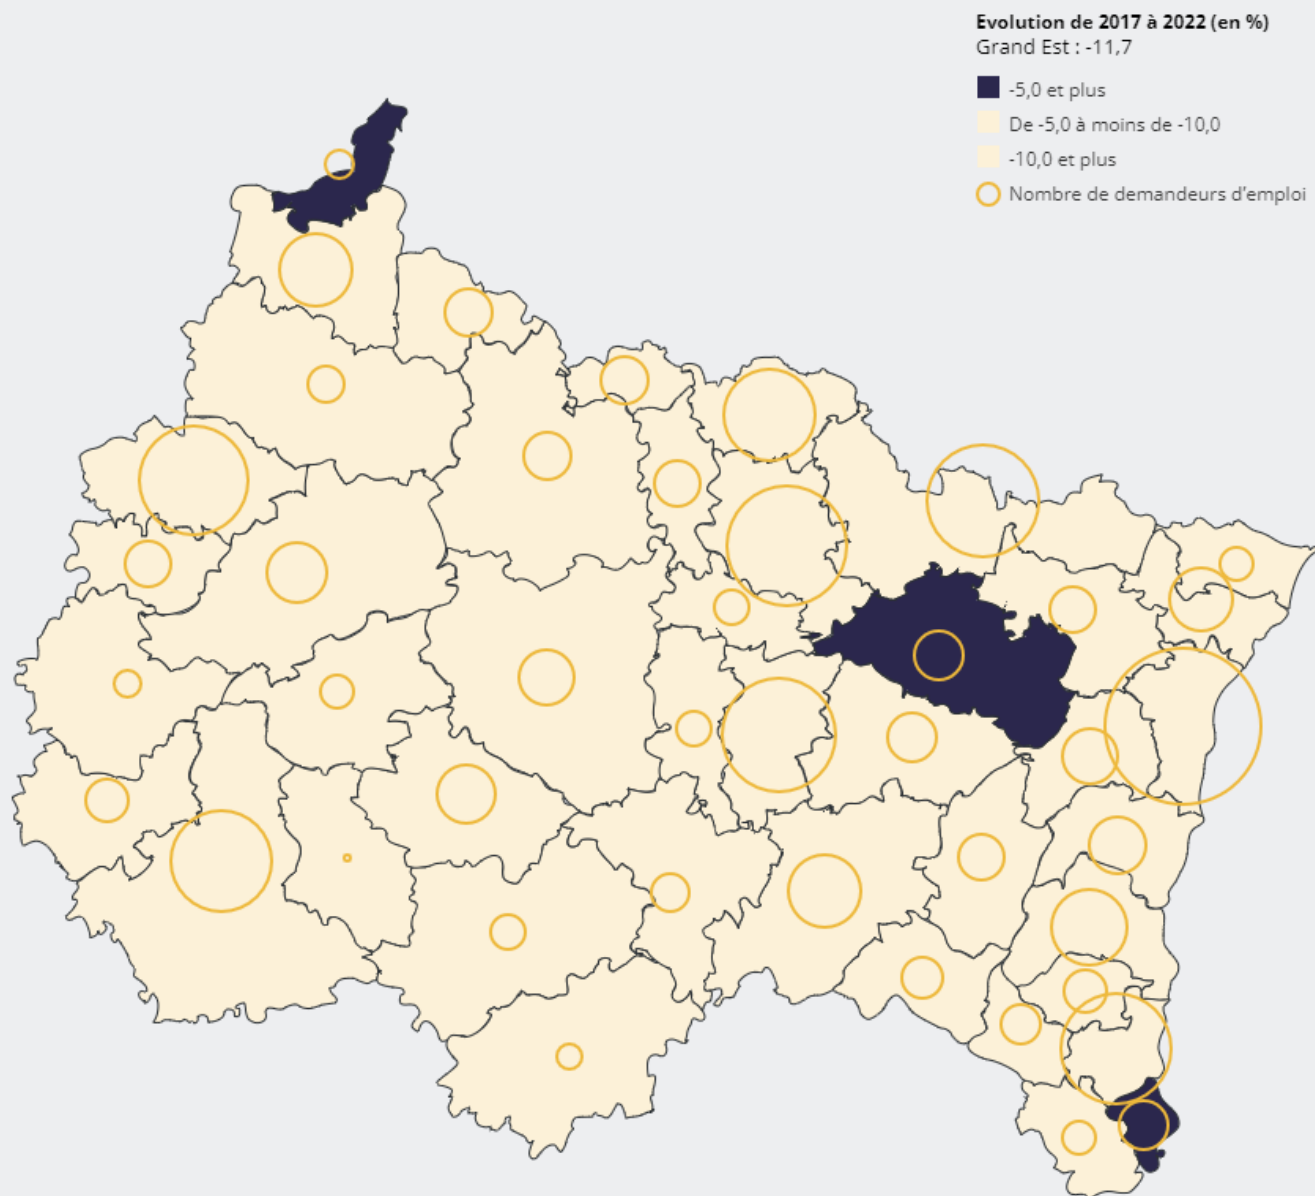 Evolution de 2017 à 2022 (en %)
Grand Est : -11,7
-5,0 et plus
De -5,0 à moins de -10,0
-10,0 et plus
Nombre de demandeurs d'emploi